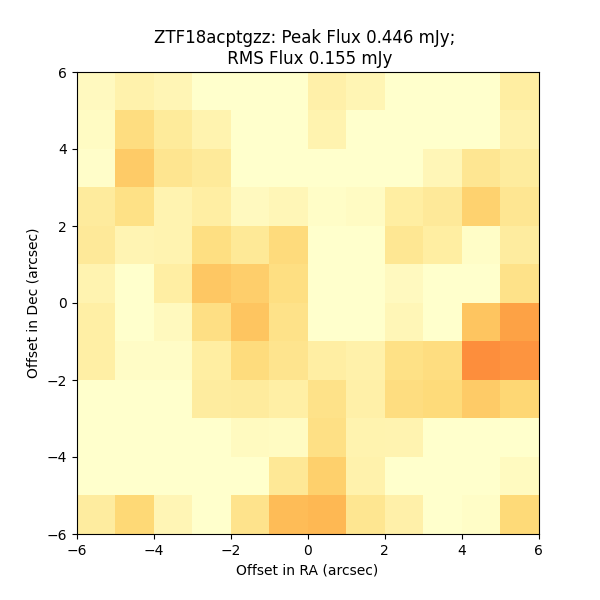 ZTF18acptgzz: Peak Flux 0.446 mJy;
RMS Flux 0.155 mJy
6
4
2
0
−2
−4
−6
Offset in Dec (arcsec)
−6 −4 −2 0 2 4 6
Offset in RA (arcsec)